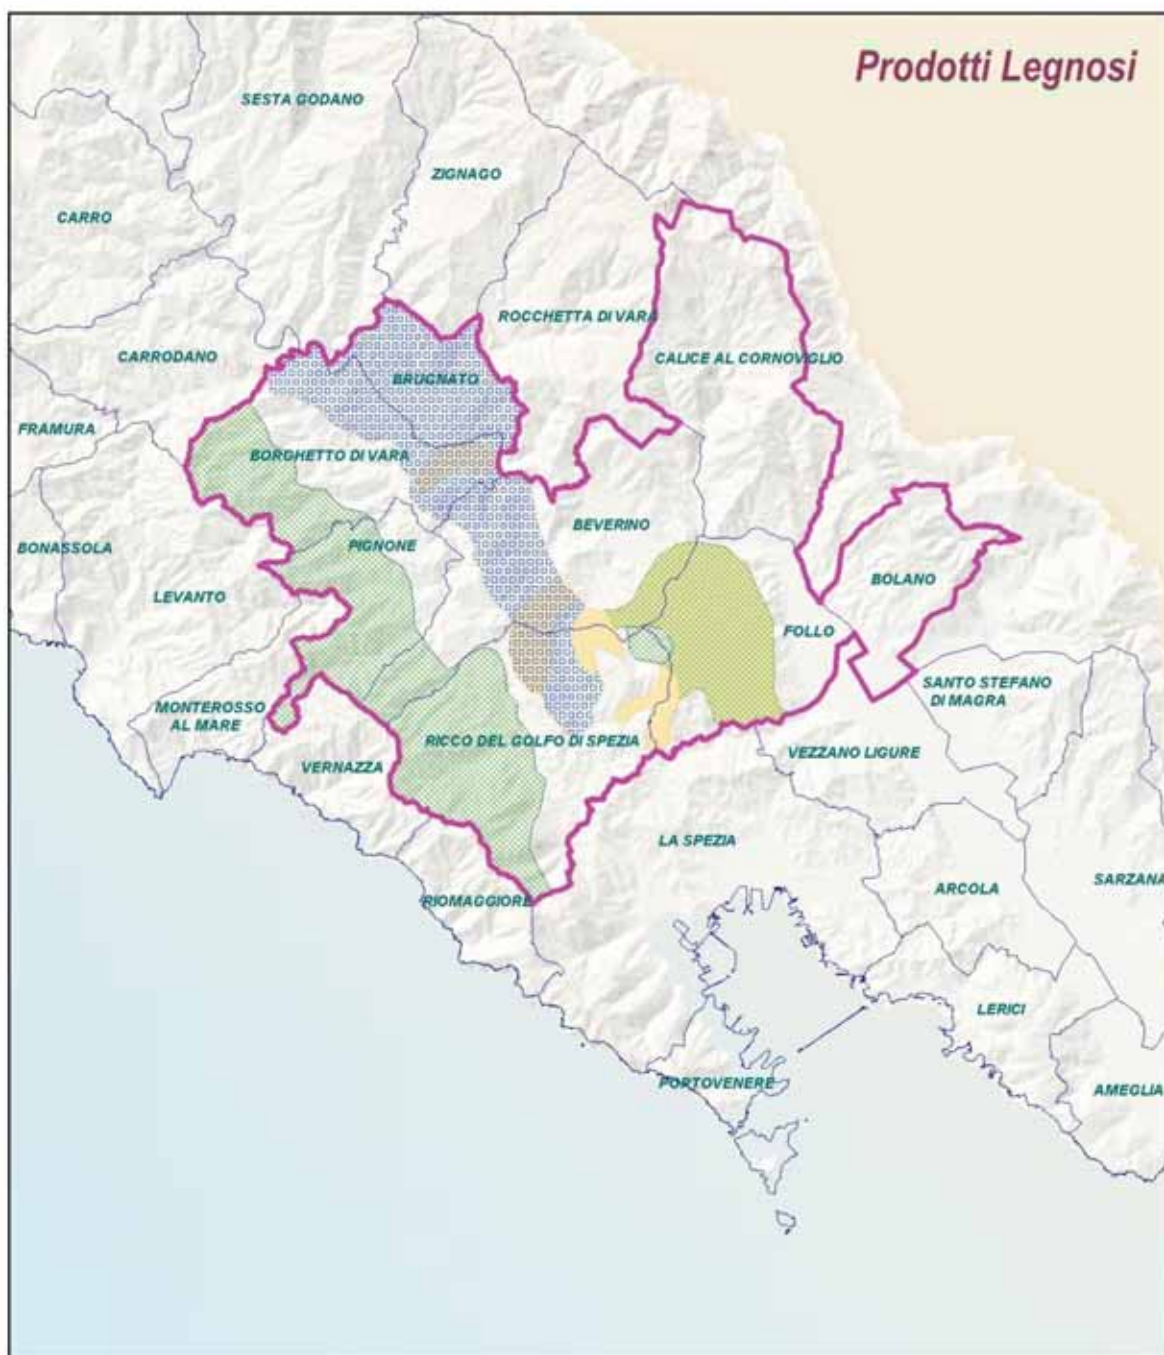 Prodotti Legnosi
SESTA GODANO
ZIGNAGO
CARRO
ROCCHETTA DI VARA
CARRODANO
CALICE AL CORNOVIGLIO
BRUGNATO
FRAMURA
BORGHETTO DI VARA
BEVERINO
BONASSOLA
PIGNONE
BOLANO
LEVANTO
FOLLO
SANTO STEFANO
DI MAGRA
MONTEROSSO
AL MARE
RICCO DEL GOLFO DI SPEZIA
VEZZANO LIGURE
VERNAZZA
LA SPEZIA
SARZANA
ARCOLA
RIOMAGGIORE
LERICI
PORTOVENERE
AMEGLIA